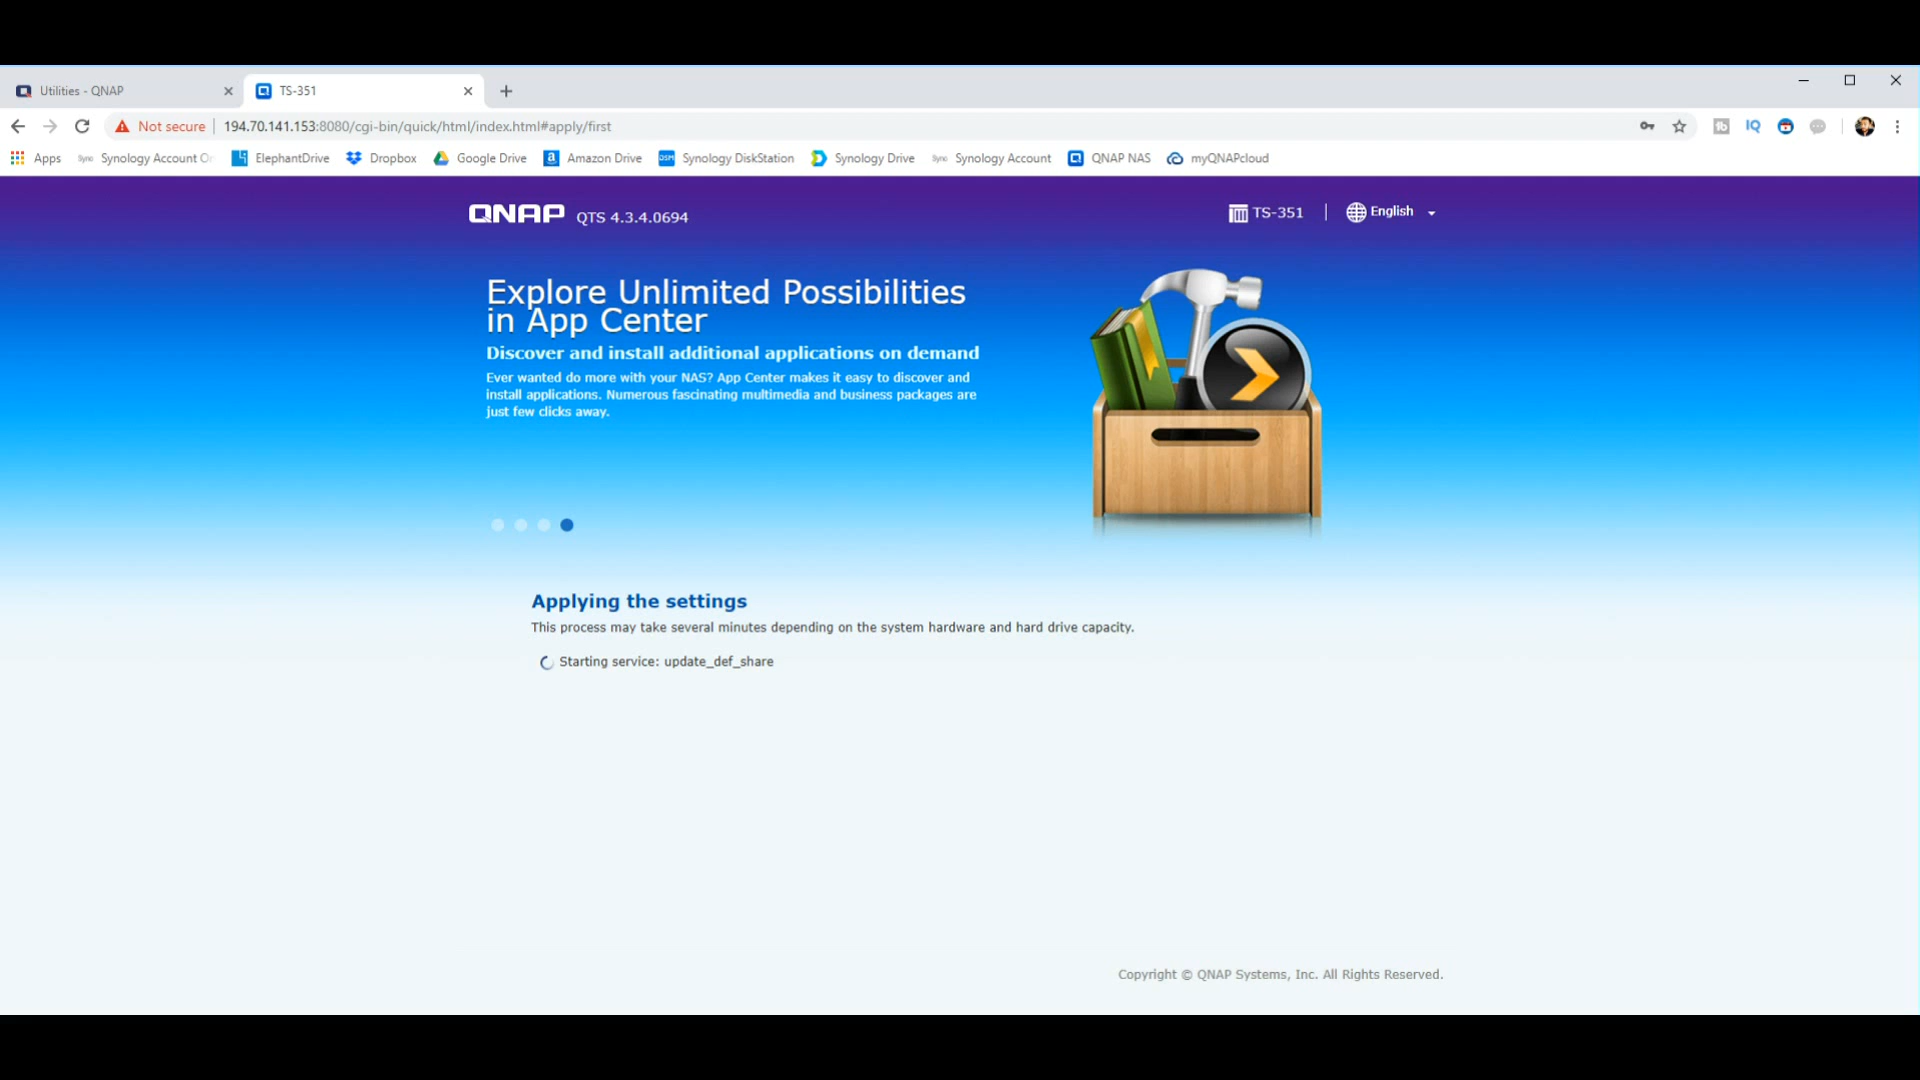 Utilities - QNAP
TS-351
Not secure
194.70.141.153:8080/cgi-bin/quick/html/index.html#apply/first
IQ
Apps
Synology Account Or
ElephantDrive
Dropbox
Google Drive
Amazon Drive
Synology DiskStation
Synology Drive
Synology Account
QNAP NAS
myQNAPcloud
QNAP QTS 4.3.4.0694
TS-351
English
Explore Unlimited Possibilities
in App Center
Discover and install additional applications on demand
Ever wanted do more with your NAS? App Center makes it easy to discover and
install applications. Numerous fascinating multimedia and business packages are
just few clicks away.
Applying the settings
This process may take several minutes depending on the system hardware and hard drive capacity.
Starting service: update_def_share
Copyright © QNAP Systems, Inc. All Rights Reserved.